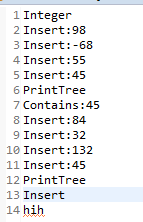 1 Integer
2 Insert:98
3 Insert:-68
4 Insert:55
5 Insert:45
6 PrintTree
7 Contains:45
8 Insert:84
9 Insert:32
10 Insert:132
11 Insert:45
12 PrintTree
13 Insert
14 hih